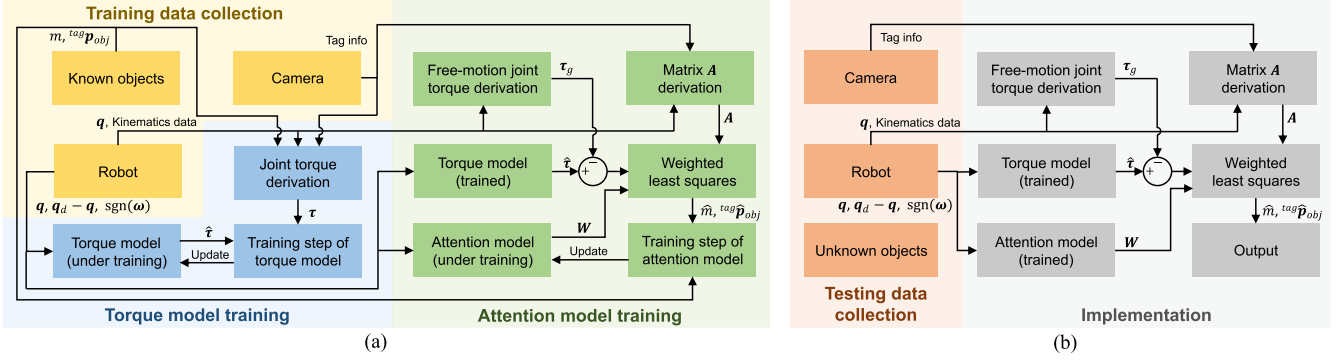 Training data collection
m, ᵗᵃᵍp_obj
Known objects
Camera
Tag info
q, Kinematics data
Robot
q, q_d − q, sgn(ω)
Joint torque
derivation
τ
Torque model
(under training)
τ̂
Update
Training step of
torque model
Torque model training
Free-motion joint
torque derivation
τ_g
Matrix A
derivation
A
Torque model
(trained)
τ̂
+
−
Weighted
least squares
m̂, ᵗᵃᵍp̂_obj
Attention model
(under training)
W
Update
Training step of
attention model
Attention model training
(a)
Tag info
Camera
Free-motion joint
torque derivation
τ_g
Matrix A
derivation
q, Kinematics data
A
Robot
Torque model
(trained)
τ̂
+
−
Weighted
least squares
q, q_d − q, sgn(ω)
m̂, ᵗᵃᵍp̂_obj
Unknown objects
Attention model
(trained)
W
Output
Testing data
collection
Implementation
(b)